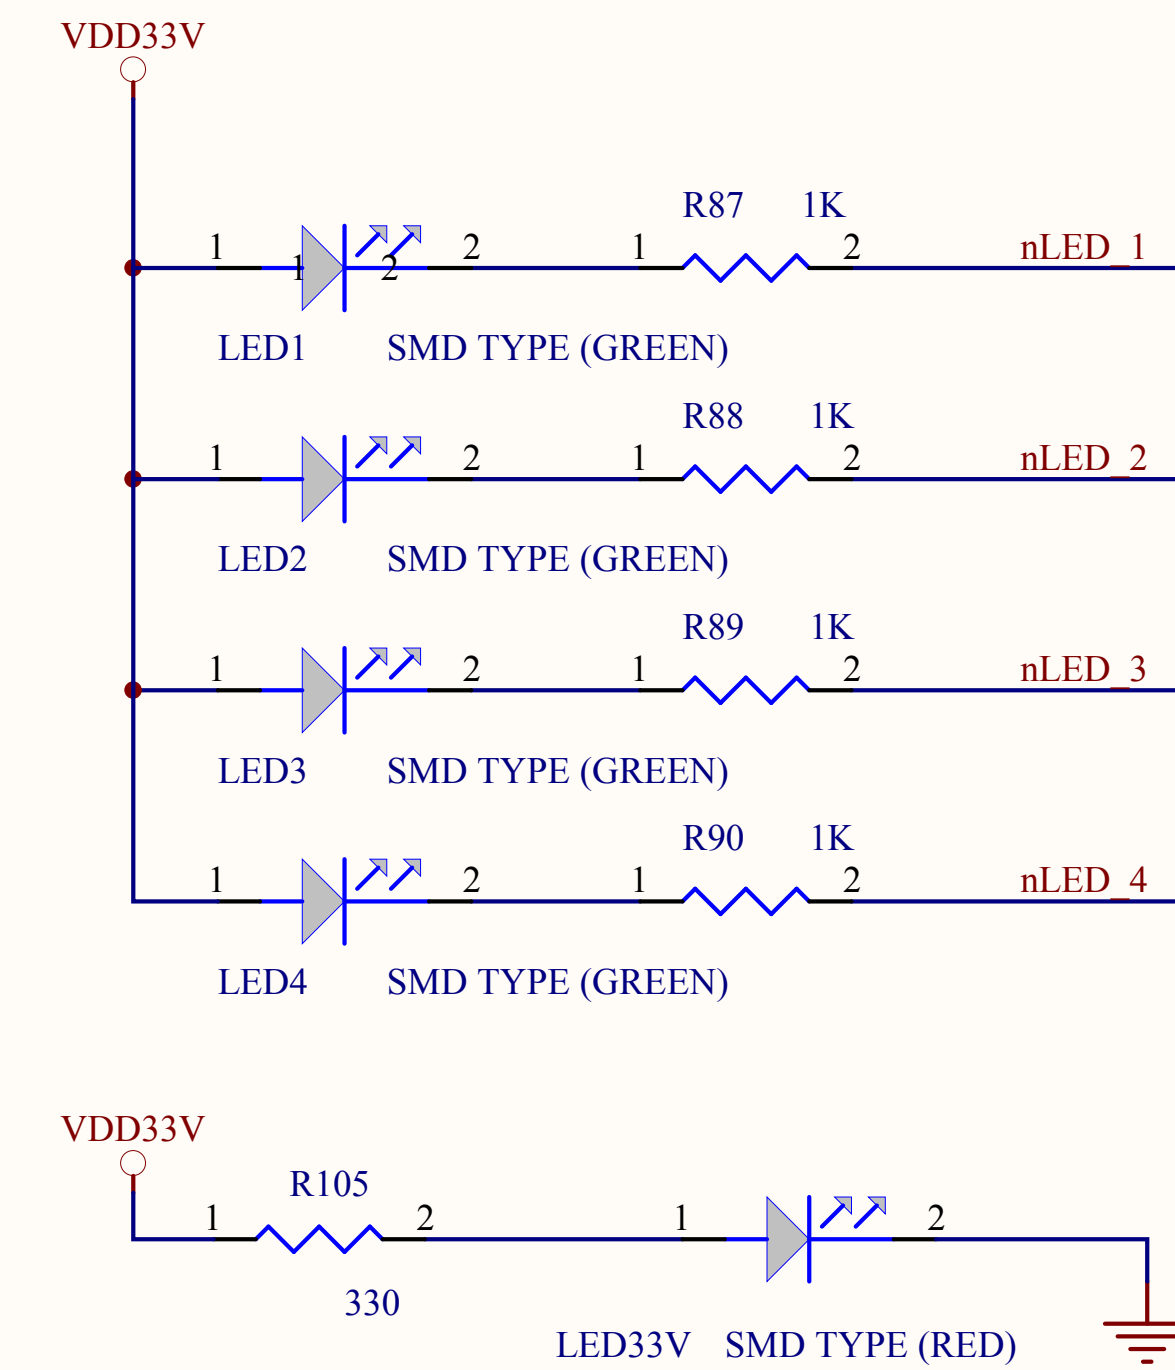 VDD33V
R87 1K
1 1 2 2 1 2 nLED_1
LED1 SMD TYPE (GREEN)
R88 1K
1 2 1 2 nLED_2
LED2 SMD TYPE (GREEN)
R89 1K
1 2 1 2 nLED_3
LED3 SMD TYPE (GREEN)
R90 1K
1 2 1 2 nLED_4
LED4 SMD TYPE (GREEN)
VDD33V
R105
1 2 1 2
330
LED33V SMD TYPE (RED)